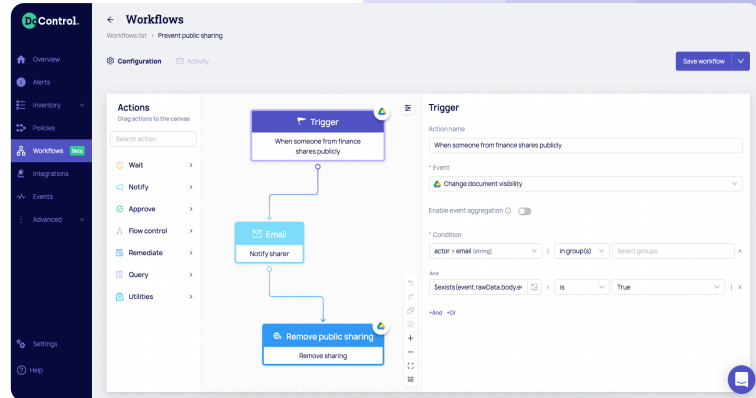 DoControl.
Overview
Alerts
Inventory
Policies
Workflows Beta
Integrations
Events
Advanced
Settings
Help
Workflows
Workflows list > Prevent public sharing
Configuration
Activity
Save workflow
Actions
Drag actions to the canvas
Search action
Wait
Notify
Approve
Flow control
Remediate
Query
Utilities
Trigger
When someone from finance
shares publicly
Email
Notify sharer
Remove public sharing
Remove sharing
Trigger
Action name
When someone from finance shares publicly
* Event
Change document visibility
Enable event aggregation
* Condition
actor > email (string)
in group(s)
Select groups
And
$exists(event.rawData.body.ev
is
True
+And +Or